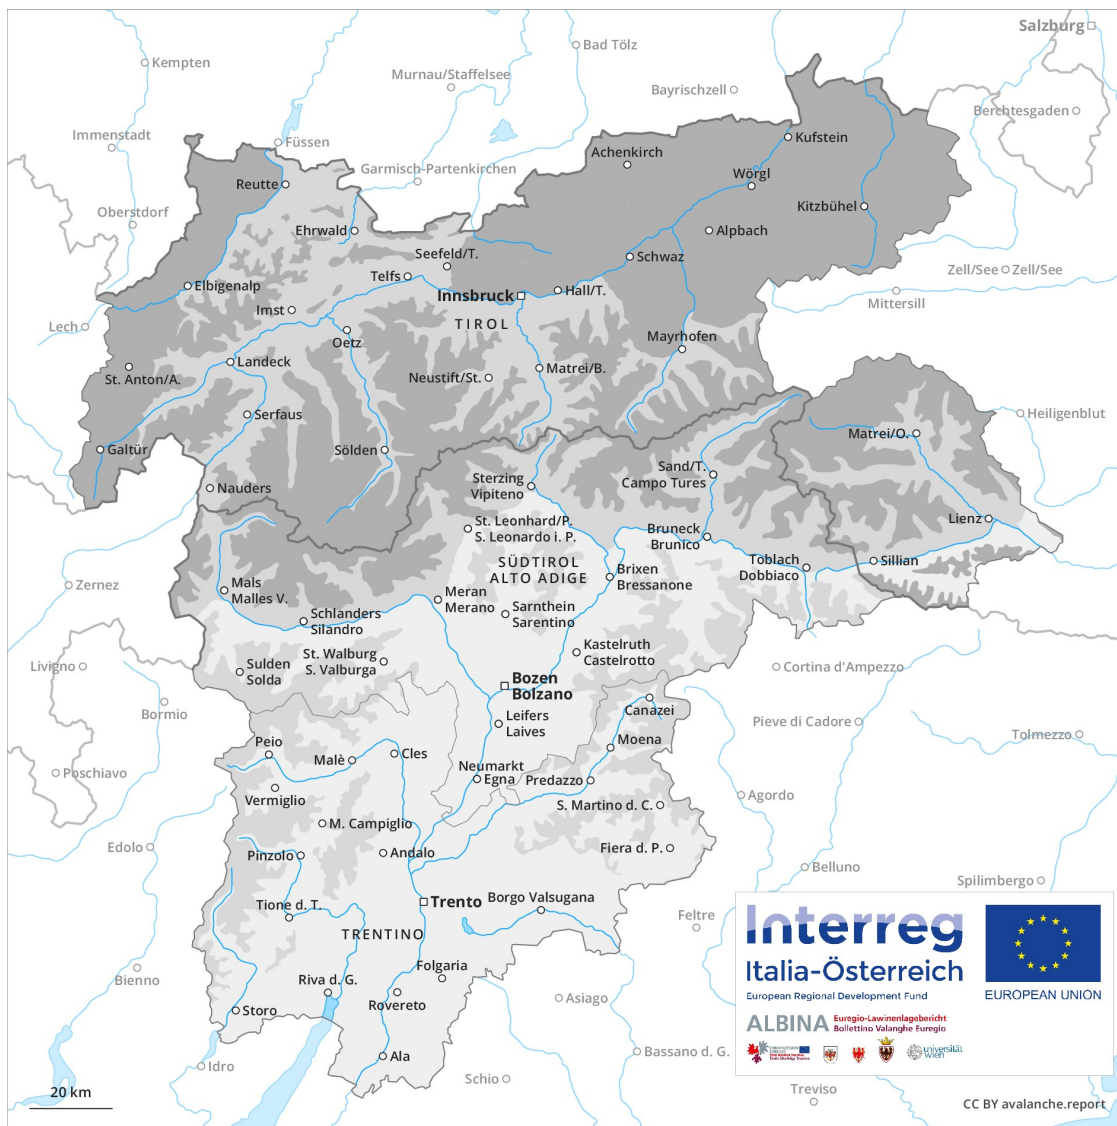 Salzburg
Bad Tölz
Kempten
Murnau/Staffelsee
Bayrischzell
Berchtesgaden
Immenstadt
Füssen
Kufstein
Achenkirch
Garmisch-Partenkirchen
Wörgl
Reutte
Kitzbühel
Oberstdorf
Ehrwald
Alpbach
Seefeld/T.
Schwaz
Telfs
Zell/See
Zell/See
Elbigenalp
Innsbruck
Hall/T.
Mittersill
Imst
TIROL
Lech
Oetz
Mayrhofen
Landeck
Matrei/B.
St. Anton/A.
Neustift/St.
Serfaus
Heiligenblut
Matrei/O.
Galtür
Sölden
Sand/T.
Campo Tures
Sterzing
Vipiteno
Nauders
St. Leonhard/P.
S. Leonardo i. P.
Lienz
Bruneck
Brunico
SÜDTIROL
ALTO ADIGE
Toblach
Dobbiaco
Sillian
Brixen
Bressanone
Zernez
Mals
Malles V.
Meran
Merano
Sarnthein
Sarentino
Schlanders
Silandro
Kastelruth
Castelrotto
St. Walburg
S. Valburga
Livigno
Sulden
Solda
Cortina d'Ampezzo
Bozen
Bolzano
Bormio
Canazei
Leifers
Laives
Pieve di Cadore
Tolmezzo
Peio
Malè
Cles
Moena
Poschiavo
Neumarkt
Egna
Predazzo
Vermiglio
S. Martino d. C.
Agordo
M. Campiglio
Edolo
Pinzolo
Andalo
Fiera d. P.
Belluno
Spilimbergo
Tione d. T.
Trento
Borgo Valsugana
Feltre
TRENTINO
Interreg
Italia-Österreich
European Regional Development Fund
EUROPEAN UNION
Bienno
Riva d. G.
Folgaria
Rovereto
Asiago
Storo
ALBINA
Euregio-Lawinenlagebericht
Bollettino Valanghe Euregio
universität
wien
Ala
Bassano d. G.
Idro
Schio
Treviso
20 km
CC BY avalanche.report